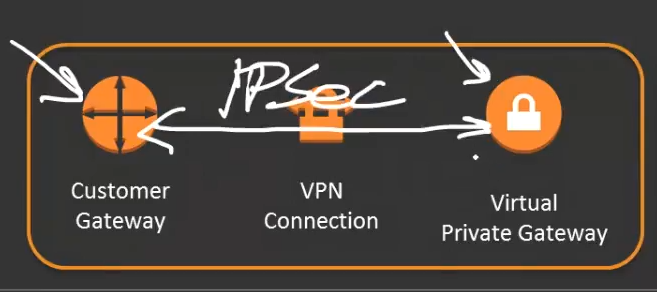 IPSec
Customer
Gateway
VPN
Connection
Virtual
Private Gateway